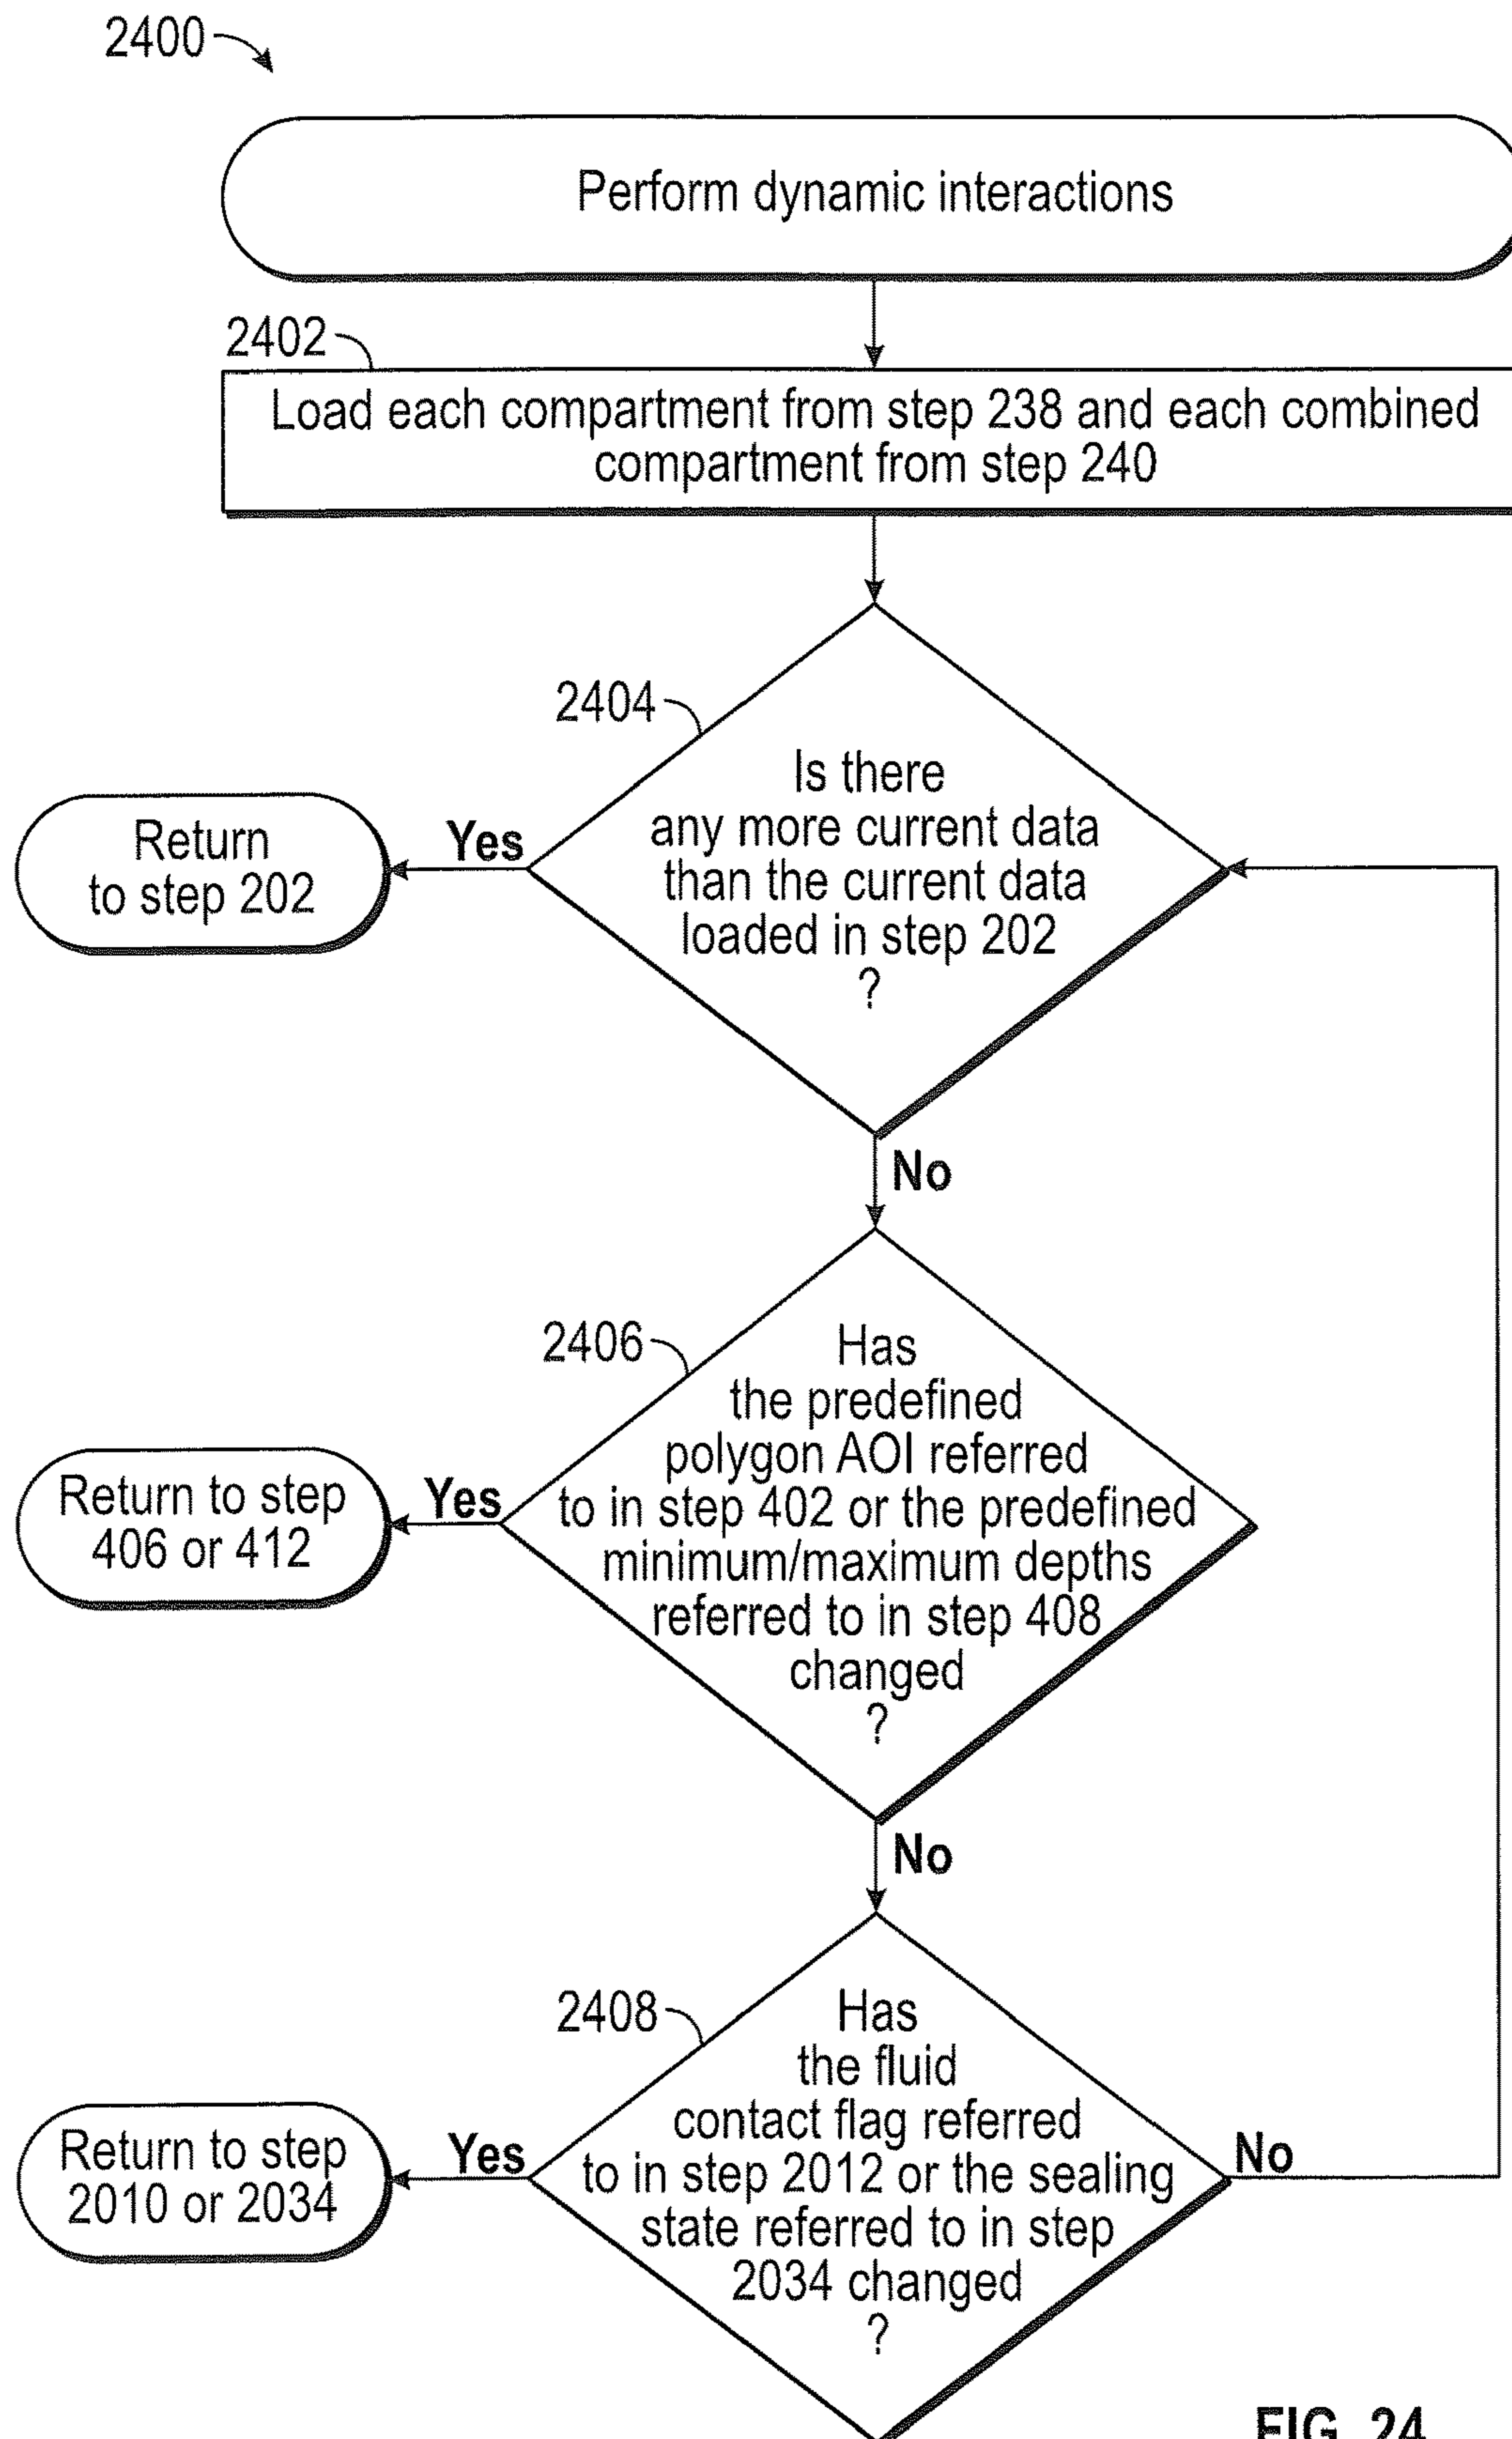 2400
Perform dynamic interactions
2402
Load each compartment from step 238 and each combined
compartment from step 240
2404
Is there
any more current data
than the current data
loaded in step 202
?
Yes
Return
to step 202
No
2406
Has
the predefined
polygon AOI referred
to in step 402 or the predefined
minimum/maximum depths
referred to in step 408
changed
?
Yes
Return to step
406 or 412
No
2408
Has
the fluid
contact flag referred
to in step 2012 or the sealing
state referred to in step
2034 changed
?
Yes
Return to step
2010 or 2034
No
FIG. 24